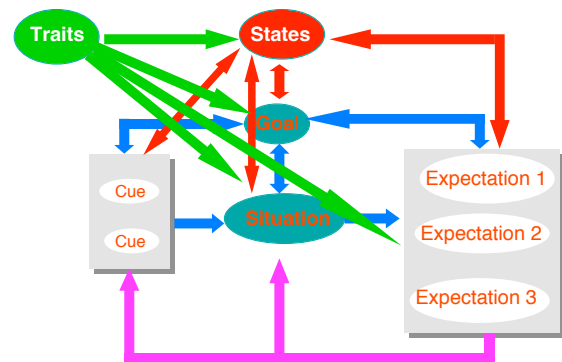 Traits
States
Goal
Cue
Cue
Situation
Expectation 1
Expectation 2
Expectation 3